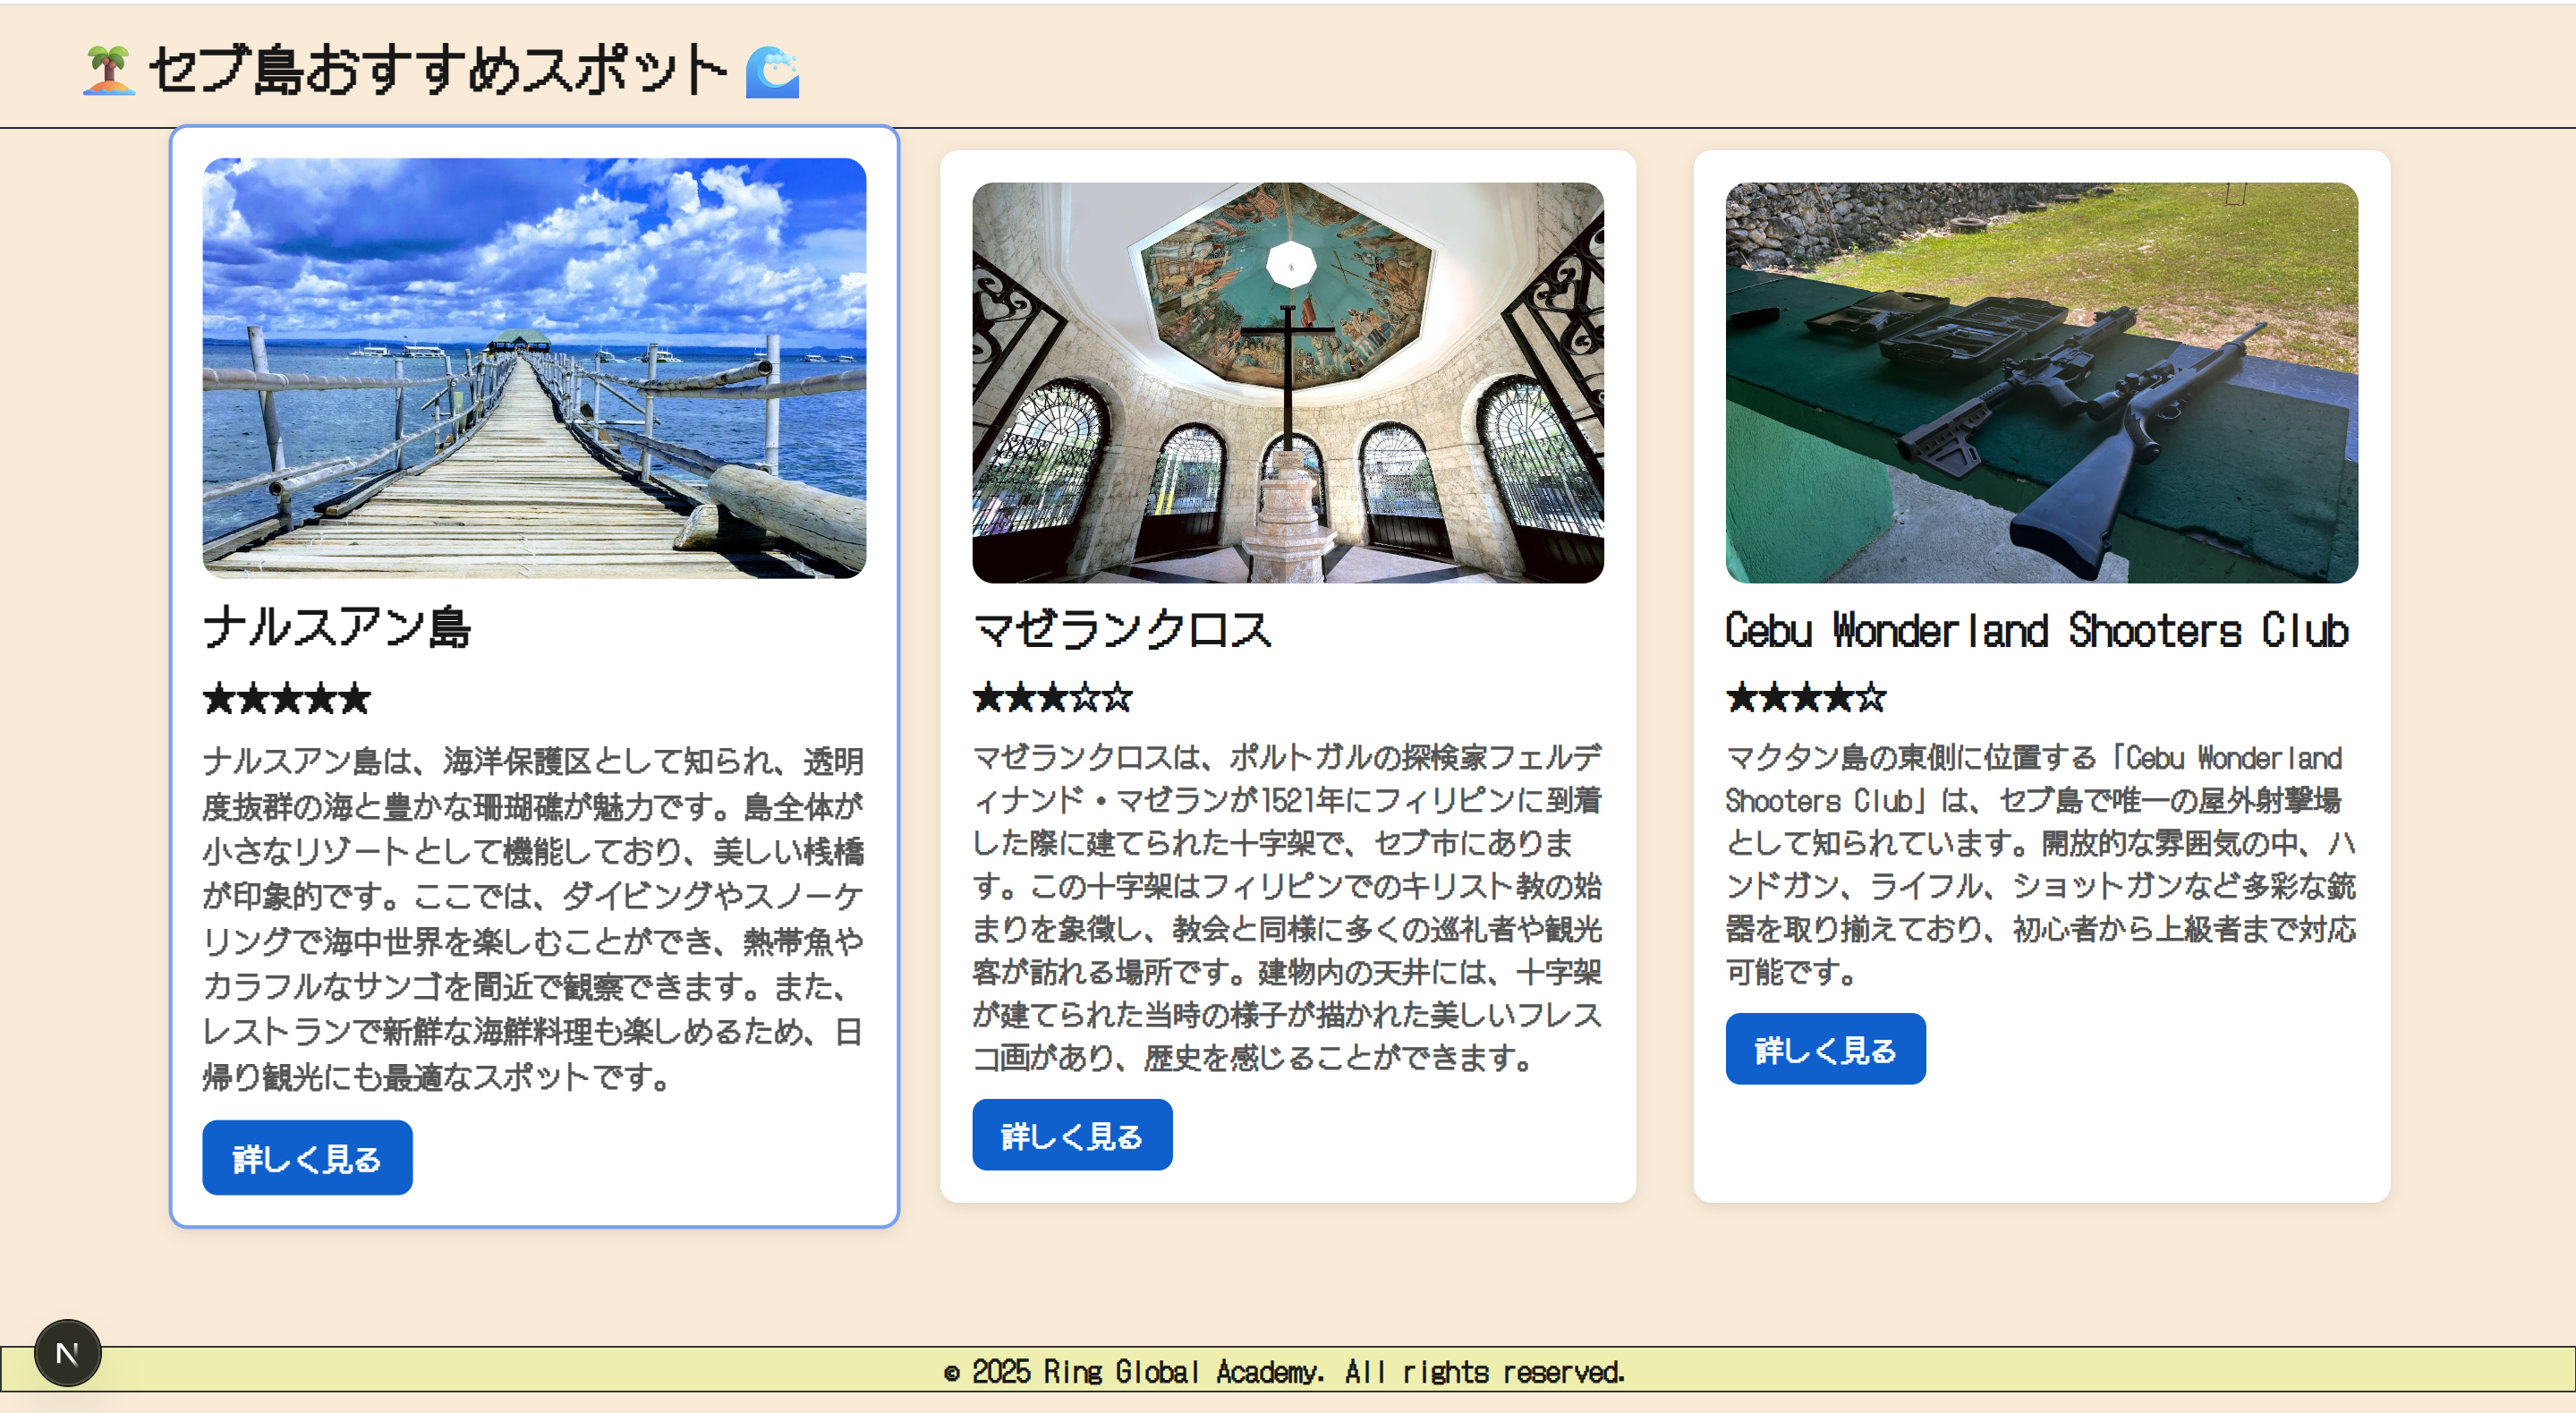 🏝️ セブ島おすすめスポット 🌊
ナルスアン島
★★★★★
ナルスアン島は、海洋保護区として知られ、透明
度抜群の海と豊かな珊瑚礁が魅力です。島全体が
小さなリゾートとして機能しており、美しい桟橋
が印象的です。ここでは、ダイビングやスノーケ
リングで海中世界を楽しむことができ、熱帯魚や
カラフルなサンゴを間近で観察できます。また、
レストランで新鮮な海鮮料理も楽しめるため、日
帰り観光にも最適なスポットです。
詳しく見る
マゼランクロス
★★★☆☆
マゼランクロスは、ポルトガルの探検家フェルデ
ィナンド・マゼランが1521年にフィリピンに到着
した際に建てられた十字架で、セブ市にありま
す。この十字架はフィリピンでのキリスト教の始
まりを象徴し、教会と同様に多くの巡礼者や観光
客が訪れる場所です。建物内の天井には、十字架
が建てられた当時の様子が描かれた美しいフレス
コ画があり、歴史を感じることができます。
詳しく見る
Cebu Wonderland Shooters Club
★★★★☆
マクタン島の東側に位置する「Cebu Wonderland
Shooters Club」は、セブ島で唯一の屋外射撃場
として知られています。開放的な雰囲気の中、ハ
ンドガン、ライフル、ショットガンなど多彩な銃
器を取り揃えており、初心者から上級者まで対応
可能です。
詳しく見る
N
© 2025 Ring Global Academy. All rights reserved.